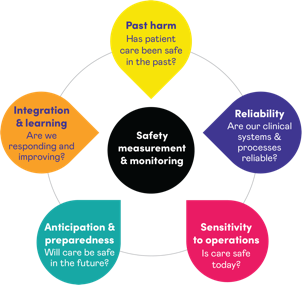 Past harm
Has patient
care been safe
in the past?
Integration
& learning
Are we
responding and
improving?
Safety
measurement
& monitoring
Reliability
Are our clinical
systems &
processes
reliable?
Anticipation &
preparedness
Will care be safe
in the future?
Sensitivity
to operations
Is care safe
today?